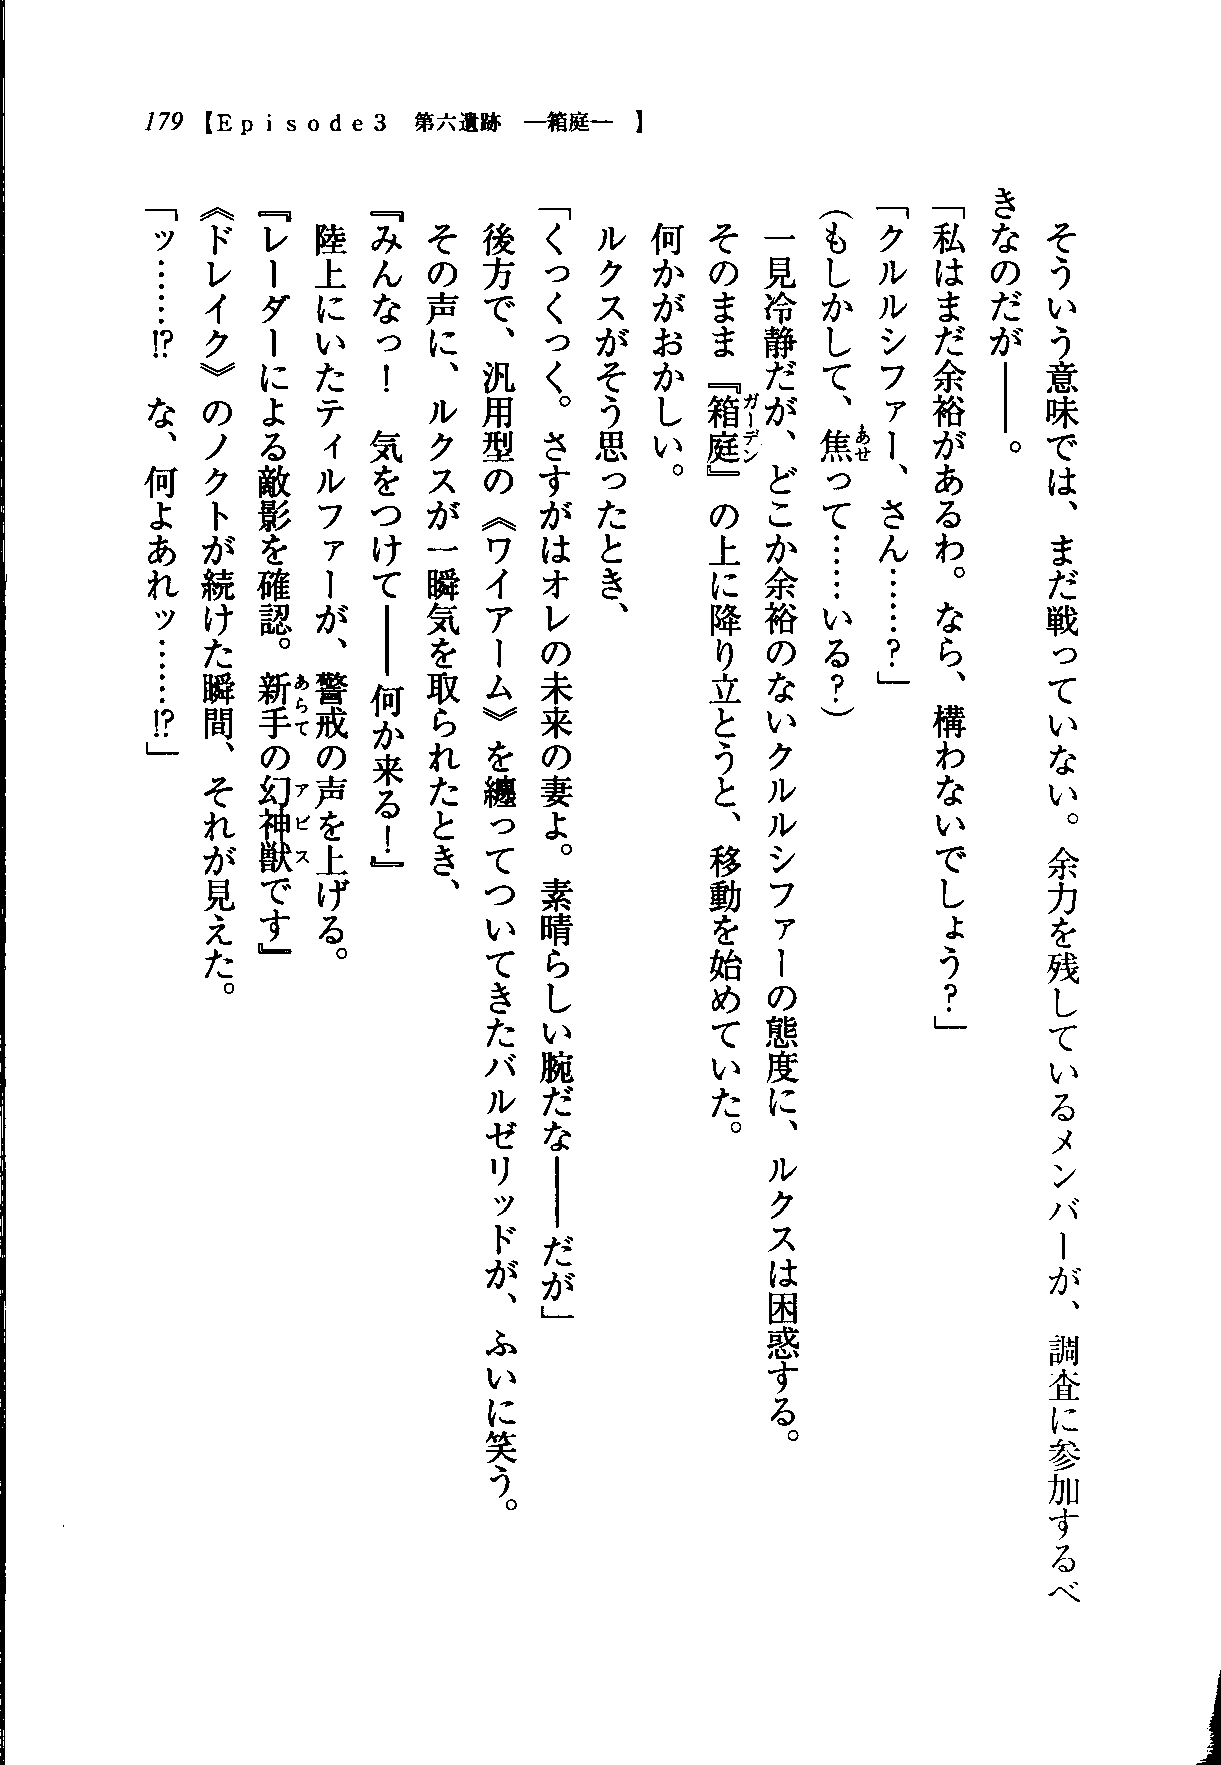 179【Episode3　第六遺跡　―箱庭―　】
　そういう意味では、まだ戦っていない。余力を残しているメンバーが、調査に参加するべ
きなのだが――。
「私はまだ余裕があるわ。なら、構わないでしょう？」
「クルルシファー、さん……？」
（もしかして、焦って……いる？）
　一見冷静だが、どこか余裕のないクルルシファーの態度に、ルクスは困惑する。
　そのまま『箱庭』の上に降り立とうと、移動を始めていた。
　何かがおかしい。
　ルクスがそう思ったとき、
「くっくっく。さすがはオレの未来の妻よ。素晴らしい腕だな――だが」
　後方で、汎用型の《ワイアーム》を纏ってついてきたバルゼリッドが、ふいに笑う。
　その声に、ルクスが一瞬気を取られたとき、
『みんなっ！　気をつけて――何か来る！』
　陸上にいたティルファーが、警戒の声を上げる。
『レーダーによる敵影を確認。新手の幻神獣です』
《ドレイク》のノクトが続けた瞬間、それが見えた。
「ッ……!?　な、何よあれッ……!?」
あせ
ガーデン
あらて
アビス